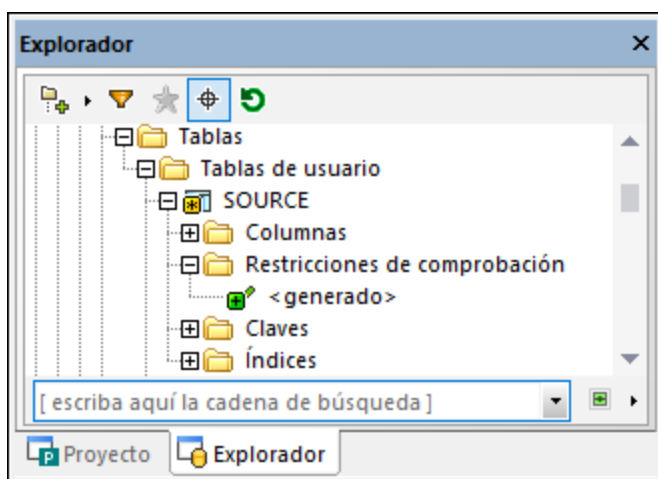 Explorador
Tablas
Tablas de usuario
SOURCE
Columnas
Restricciones de comprobación
<generado>
Claves
Índices
[ escriba aquí la cadena de búsqueda ]
Proyecto Explorador